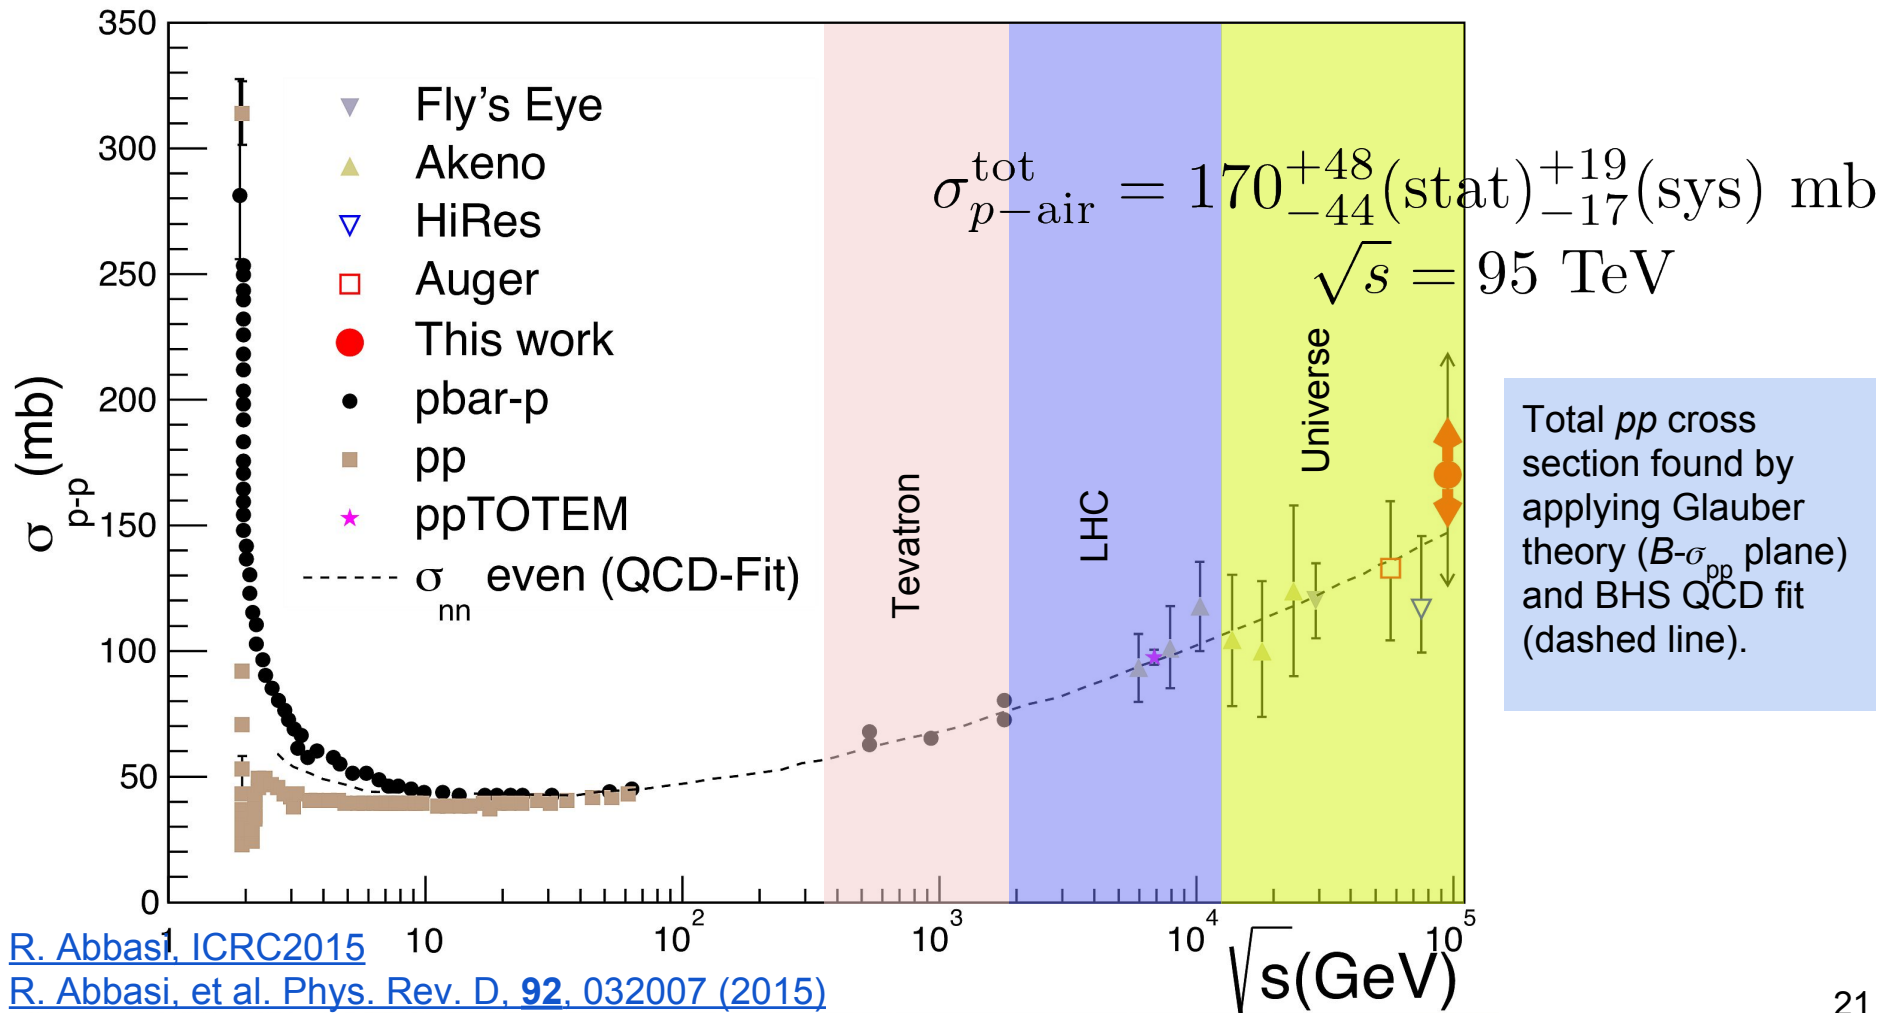 350
300
250
200
150
100
50
0
σ p-p (mb)
Fly's Eye
Akeno
HiRes
Auger
This work
pbar-p
pp
ppTOTEM
σ nn even (QCD-Fit)
Tevatron
LHC
Universe
σ^tot_p−air = 170^+48_−44(stat)^+19_−17(sys) mb
√s = 95 TeV
Total pp cross
section found by
applying Glauber
theory (B-σ_pp plane)
and BHS QCD fit
(dashed line).
1 10 10^2 10^3 10^4 10^5
√s(GeV)
R. Abbasi, ICRC2015
R. Abbasi, et al. Phys. Rev. D, 92, 032007 (2015)
21